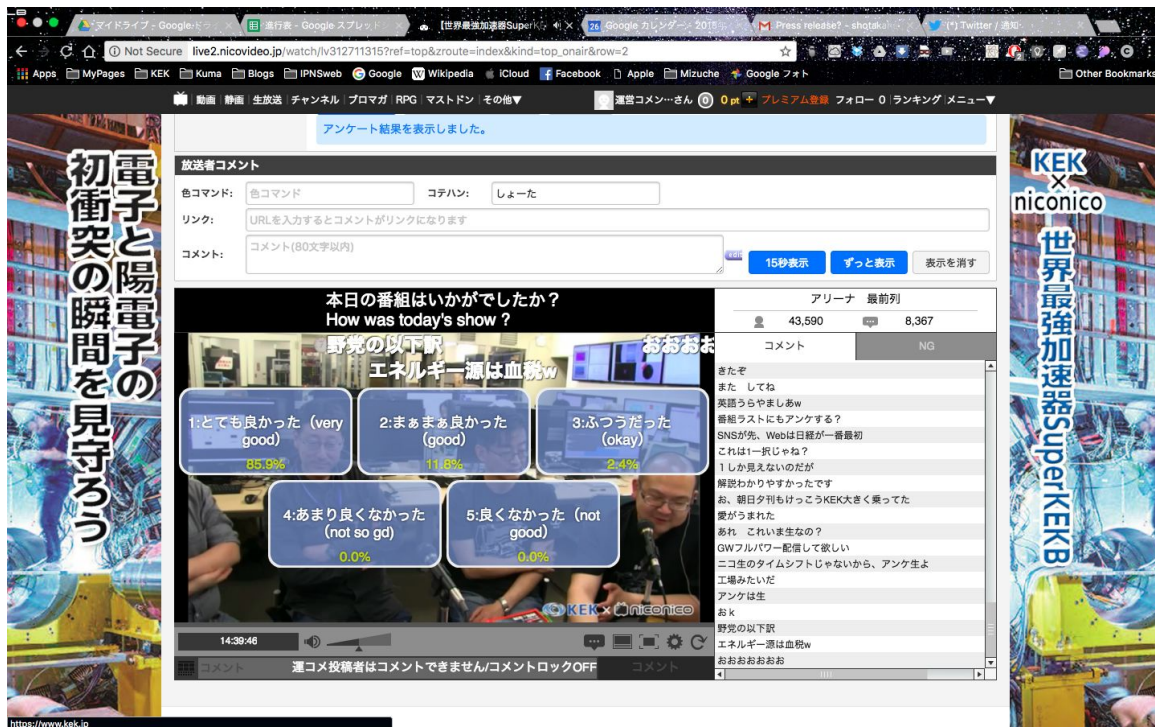 マイドライブ - Google ドラ
進行表 - Google スプレッド
【世界最強加速器SuperK
Google カレンダー - 201
Press release? - shotaka
(*) Twitter / 通知
Not Secure live2.nicovideo.jp/watch/lv312711315?ref=top&zroute=index&kind=top_onair&row=2
Apps MyPages KEK Kuma Blogs IPNSweb Google Wikipedia iCloud Facebook Apple Mizuche Google フォト Other Bookmarks
動画 静画 生放送 チャンネル ブロマガ RPG マストドン その他▼ 運営コメン…さん 0 0 pt + プレミアム登録 フォロー 0 ランキング メニュー▼
アンケート結果を表示しました。
電子と陽電子の
初衝突の瞬間を見守ろう
放送者コメント
色コマンド: 色コマンド コテハン: しょーた
リンク: URLを入力するとコメントがリンクになります
コメント: コメント(80文字以内) edit 15秒表示 ずっと表示 表示を消す
本日の番組はいかがでしたか？
How was today's show ?
野党の以下訳 おおおお
エネルギー源は血税w
1:とても良かった (very
good)
85.9%
2:まぁまぁ良かった
(good)
11.8%
3:ふつうだった
(okay)
2.4%
4:あまり良くなかった
(not so gd)
0.0%
5:良くなかった (not
good)
0.0%
KEK × niconico
14:39:46
コメント 運コメ投稿者はコメントできません/コメントロックOFF コメント
アリーナ 最前列
43,590 8,367
コメント NG
きたぞ
また してね
英語うらやましあw
番組ラストにもアンケする？
SNSが先、Webは日経が一番最初
これは1一択じゃね？
１しか見えないのだが
解説わかりやすかったです
お、朝日夕刊もけっこうKEK大きく乗ってた
愛がうまれた
あれ これいま生なの？
GWフルパワー配信して欲しい
ニコ生のタイムシフトじゃないから、アンケ生よ
工場みたいだ
アンケは生
おｋ
野党の以下訳
エネルギー源は血税w
おおおおおおお
KEK
×
niconico
世界最強加速器SuperKEKB
https://www.kek.jp